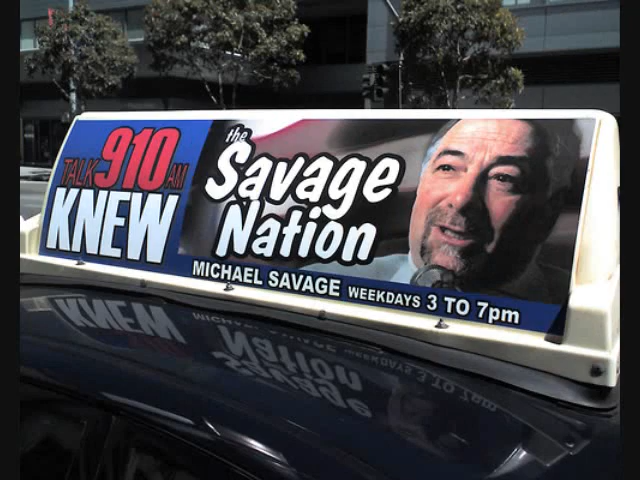 TALK 910 AM
KNEW
the
Savage
Nation
MICHAEL SAVAGE WEEKDAYS 3 TO 7pm